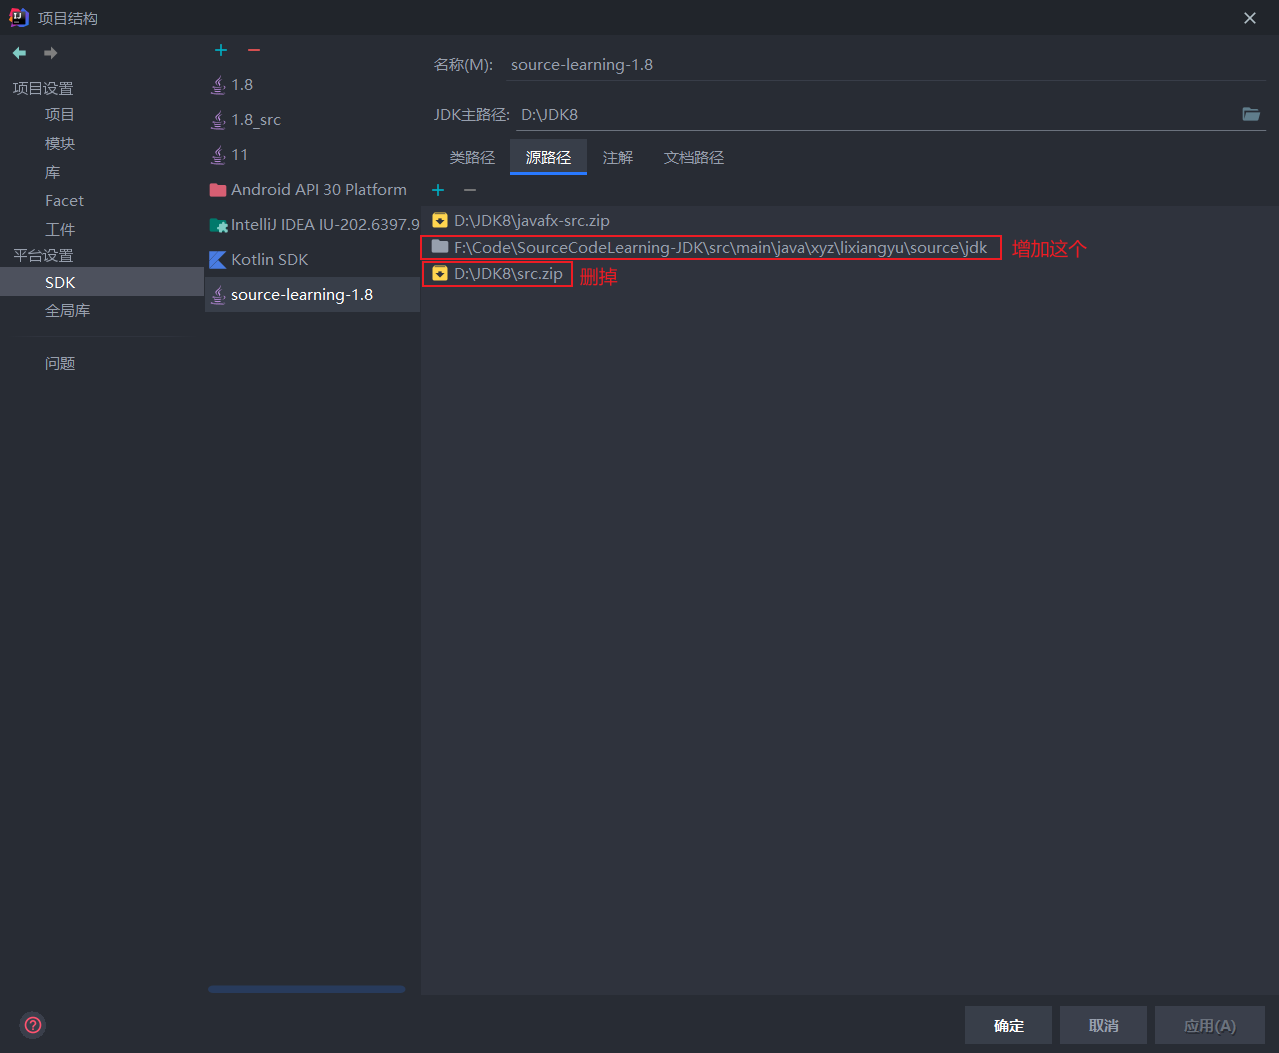 项目结构
项目设置
项目
模块
库
Facet
工件
平台设置
SDK
全局库
问题
1.8
1.8_src
11
Android API 30 Platform
IntelliJ IDEA IU-202.6397.9
Kotlin SDK
source-learning-1.8
名称(M): source-learning-1.8
JDK主路径: D:\JDK8
类路径 源路径 注解 文档路径
D:\JDK8\javafx-src.zip
F:\Code\SourceCodeLearning-JDK\src\main\java\xyz\lixiangyu\source\jdk 增加这个
D:\JDK8\src.zip 删掉
确定 取消 应用(A)